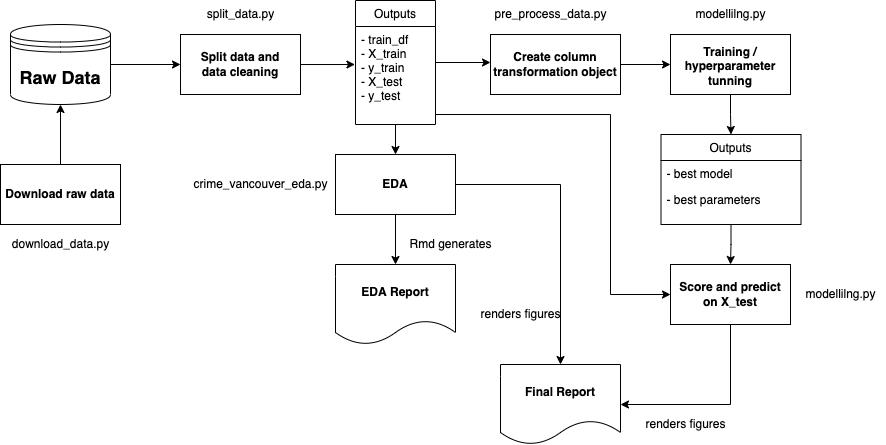 split_data.py
Outputs
pre_process_data.py
modellilng.py
Raw Data
Split data and
data cleaning
- train_df
- X_train
- y_train
- X_test
- y_test
Create column
transformation object
Training /
hyperparameter
tunning
Outputs
- best model
- best parameters
Download raw data
download_data.py
crime_vancouver_eda.py
EDA
Rmd generates
EDA Report
Score and predict
on X_test
modellilng.py
renders figures
Final Report
renders figures